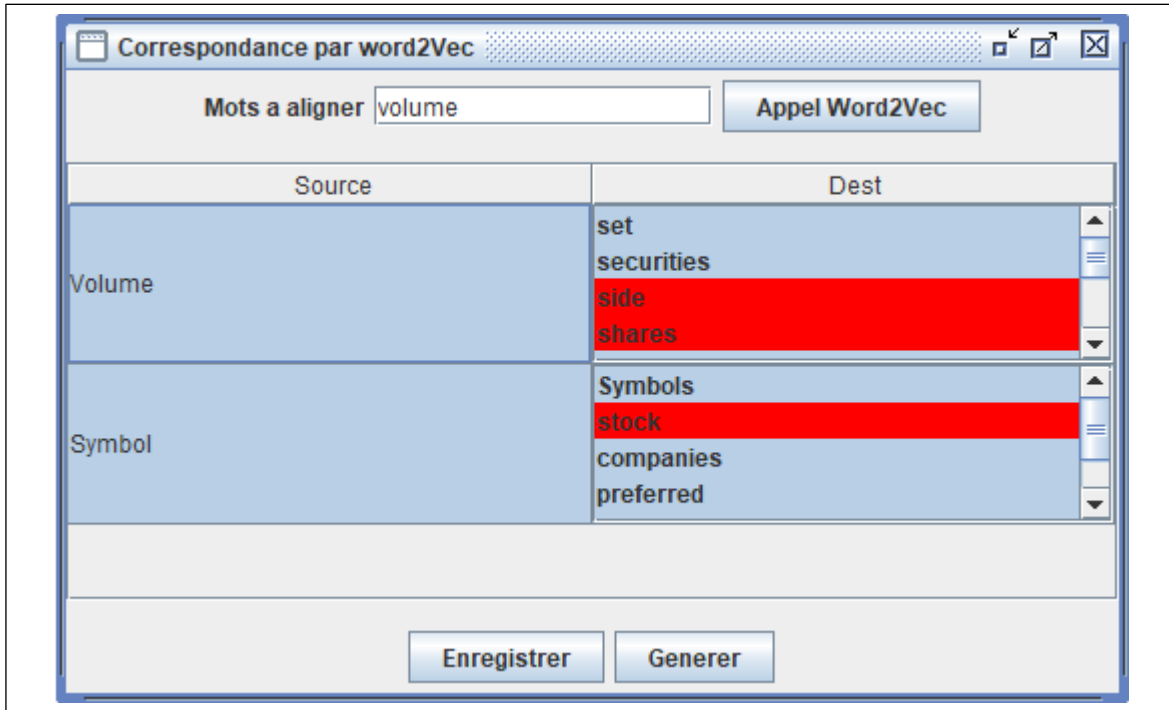 Correspondance par word2Vec
Mots a aligner volume Appel Word2Vec
Source Dest
Volume
set
securities
side
shares
Symbol
Symbols
stock
companies
preferred
Enregistrer Generer